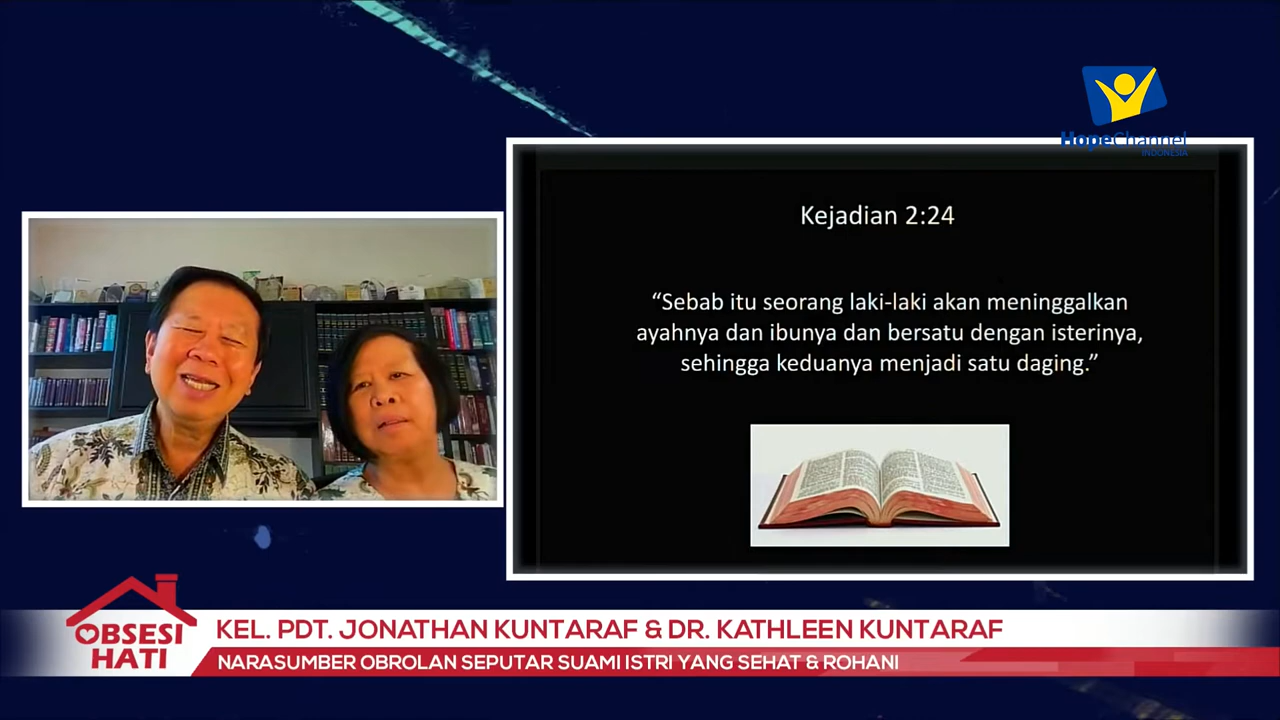 HopeChannel
INDONESIA
Kejadian 2:24
“Sebab itu seorang laki-laki akan meninggalkan
ayahnya dan ibunya dan bersatu dengan isterinya,
sehingga keduanya menjadi satu daging.”
OBSESI
HATI
KEL. PDT. JONATHAN KUNTARAF & DR. KATHLEEN KUNTARAF
NARASUMBER OBROLAN SEPUTAR SUAMI ISTRI YANG SEHAT & ROHANI